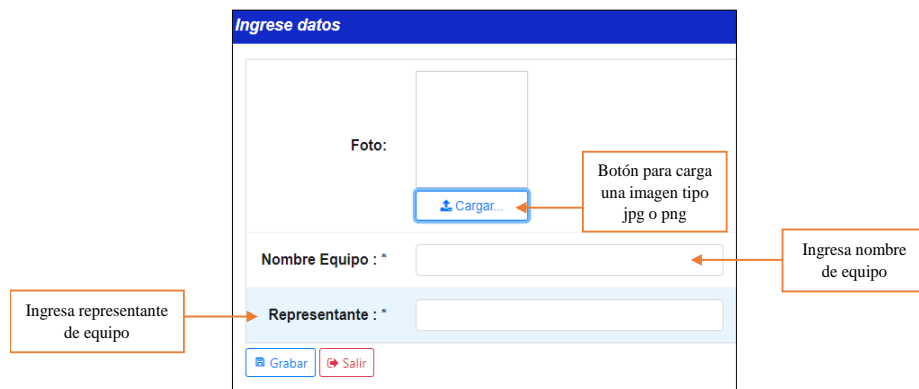 Ingrese datos
Foto:
Cargar...
Botón para carga
una imagen tipo
jpg o png
Nombre Equipo : *
Ingresa nombre
de equipo
Ingresa representante
de equipo
Representante : *
Grabar
Salir